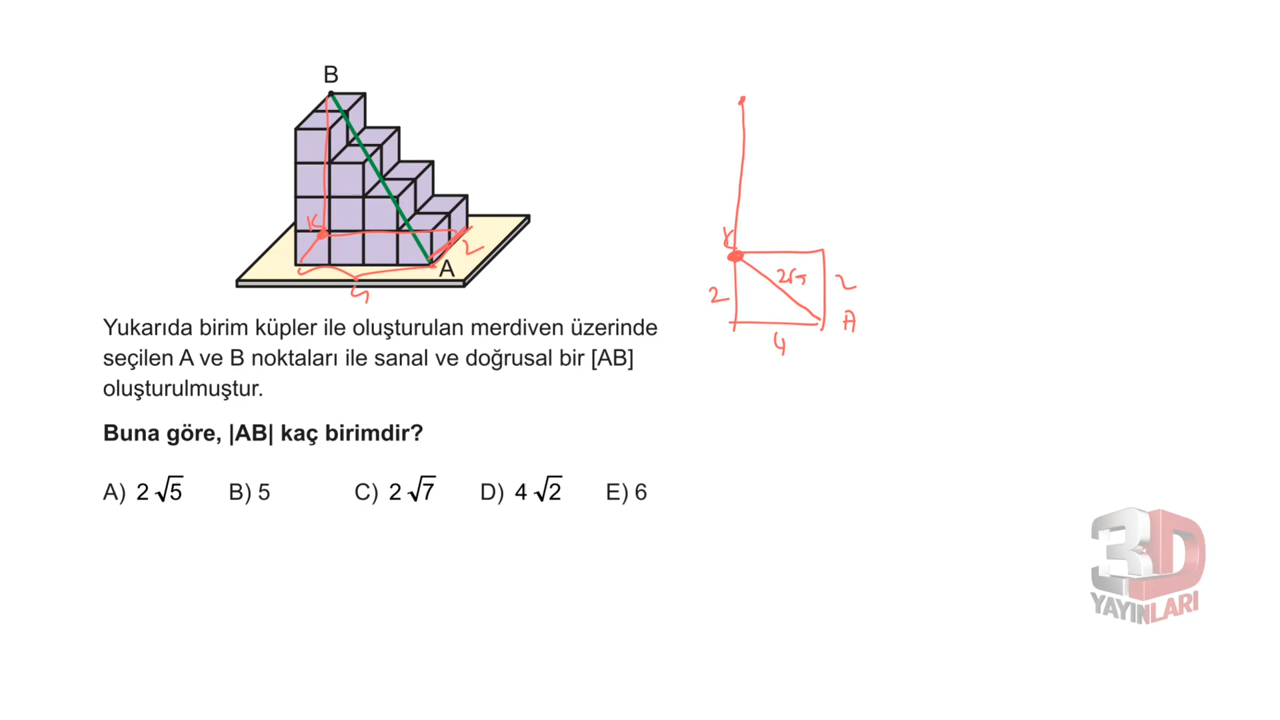 B
K
A
2
4
Yukarıda birim küpler ile oluşturulan merdiven üzerinde
seçilen A ve B noktaları ile sanal ve doğrusal bir [AB]
oluşturulmuştur.
Buna göre, |AB| kaç birimdir?
A) 2√5 B) 5 C) 2√7 D) 4√2 E) 6
K
2
2√5
2
A
4
3D
YAYINLARI